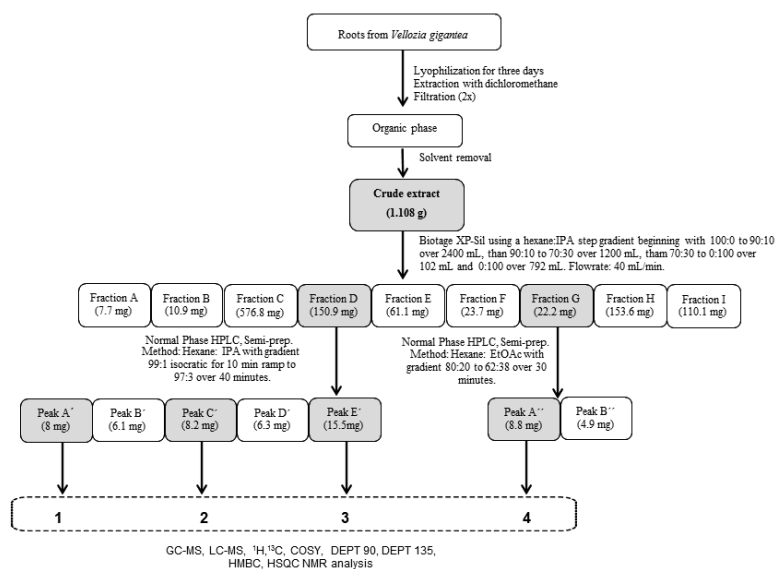 Roots from Vellozia gigantea
Lyophilization for three days
Extraction with dichloromethane
Filtration (2x)
Organic phase
Solvent removal
Crude extract
(1.108 g)
Biotage XP-Sil using a hexane:IPA step gradient beginning with 100:0 to 90:10
over 2400 mL, than 90:10 to 70:30 over 1200 mL, tham 70:30 to 0:100 over
102 mL and 0:100 over 792 mL. Flowrate: 40 mL/min.
Fraction A
(7.7 mg)
Fraction B
(10.9 mg)
Fraction C
(576.8 mg)
Fraction D
(150.9 mg)
Fraction E
(61.1 mg)
Fraction F
(23.7 mg)
Fraction G
(22.2 mg)
Fraction H
(153.6 mg)
Fraction I
(110.1 mg)
Normal Phase HPLC, Semi-prep.
Method: Hexane: IPA with gradient
99:1 isocratic for 10 min ramp to
97:3 over 40 minutes.
Normal Phase HPLC, Semi-prep.
Method: Hexane: EtOAc with
gradient 80:20 to 62:38 over 30
minutes.
Peak A´
(8 mg)
Peak B´
(6.1 mg)
Peak C´
(8.2 mg)
Peak D´
(6.3 mg)
Peak E´
(15.5mg)
Peak A´´
(8.8 mg)
Peak B´´
(4.9 mg)
1 2 3 4
GC-MS, LC-MS, ¹H,¹³C, COSY, DEPT 90, DEPT 135,
HMBC, HSQC NMR analysis